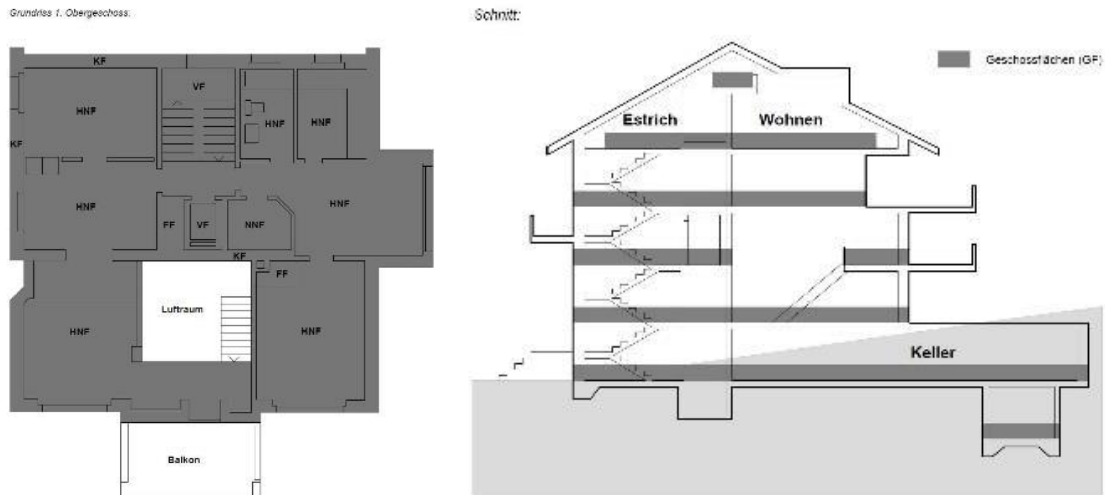 Grundriss 1. Obergeschoss:
KF
VF
HNF
HNF
HNF
KF
HNF
FF
VF
NNF
HNF
KF
FF
Luftraum
HNF
HNF
Balkon
Schnitt:
Geschossflächen (GF)
Estrich
Wohnen
Keller